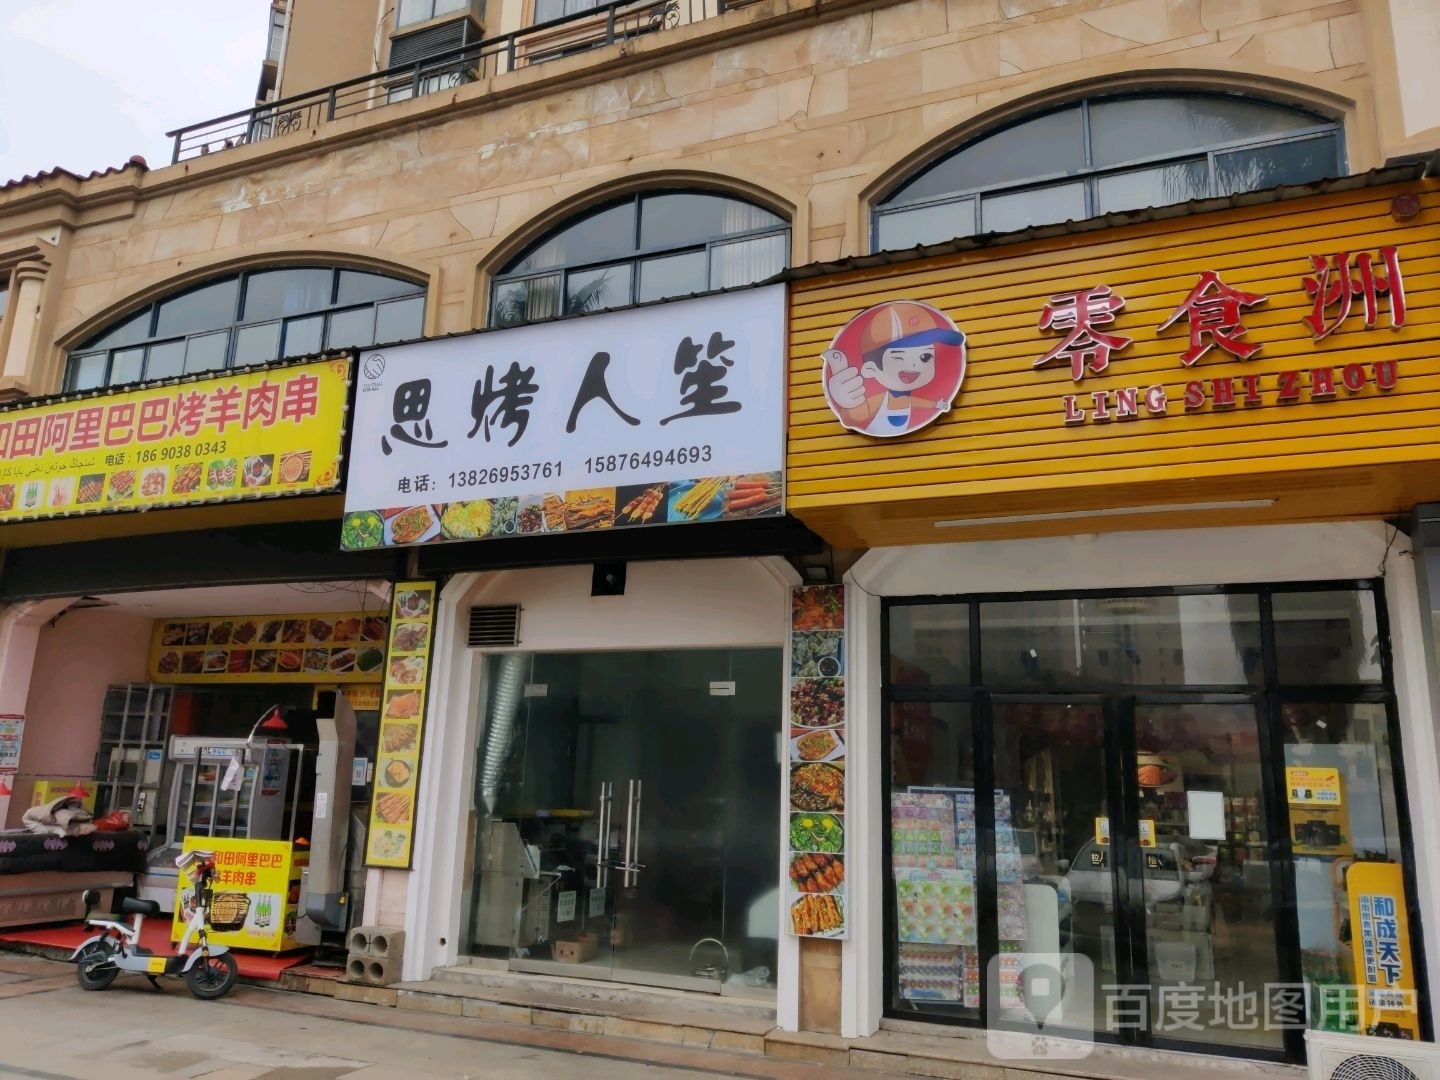 和田阿里巴巴烤羊肉串
电话：186 9038 0343
思烤人笙
电话：13826953761 15876494693
零食洲
LING SHI ZHOU
和田阿里巴巴
烤羊肉串
拉
和成天下
百度地图用户